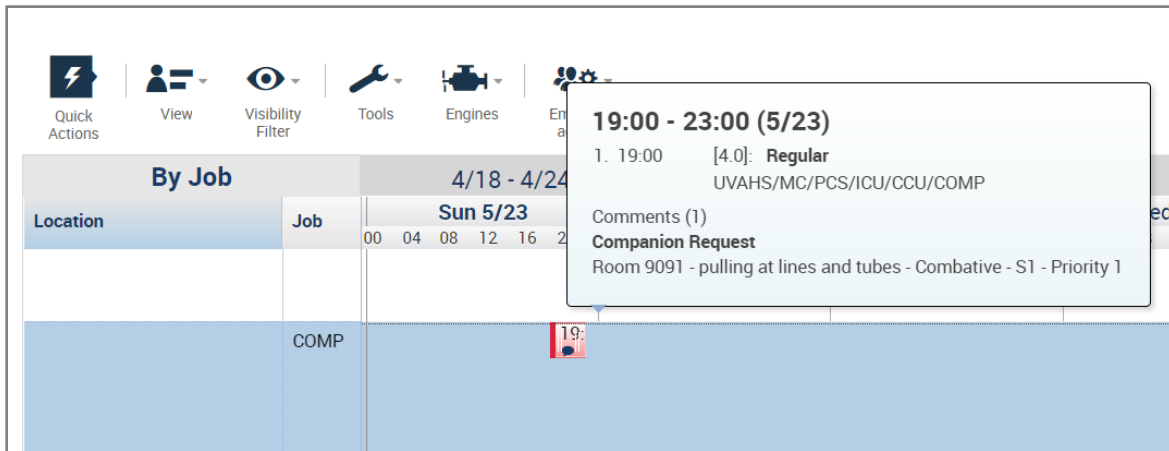 Quick
Actions
View
Visibility
Filter
Tools
Engines
19:00 - 23:00 (5/23)
1. 19:00 [4.0]: Regular
UVAHS/MC/PCS/ICU/CCU/COMP
Comments (1)
Companion Request
Room 9091 - pulling at lines and tubes - Combative - S1 - Priority 1
By Job
4/18 - 4/24
Location
Job
Sun 5/23
00 04 08 12 16
COMP
19: